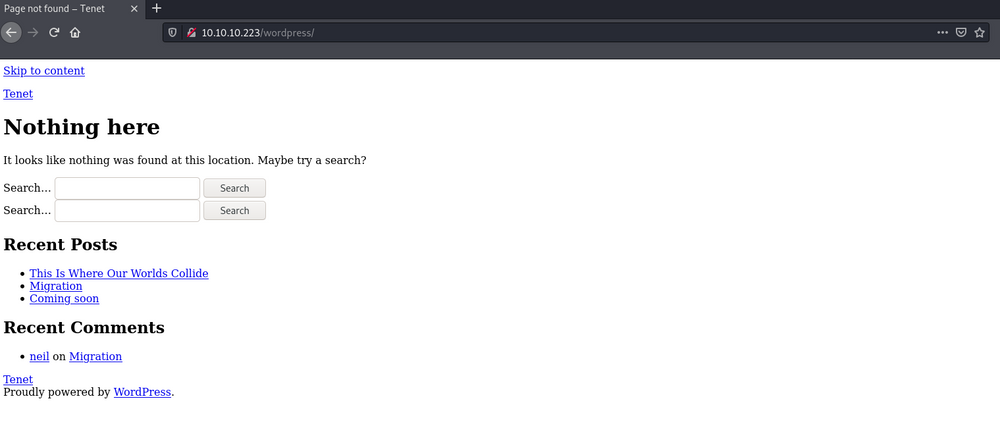 Page not found – Tenet
10.10.10.223/wordpress/
Skip to content
Tenet
Nothing here
It looks like nothing was found at this location. Maybe try a search?
Search… Search
Search… Search
Recent Posts
This Is Where Our Worlds Collide
Migration
Coming soon
Recent Comments
neil on Migration
Tenet
Proudly powered by WordPress.